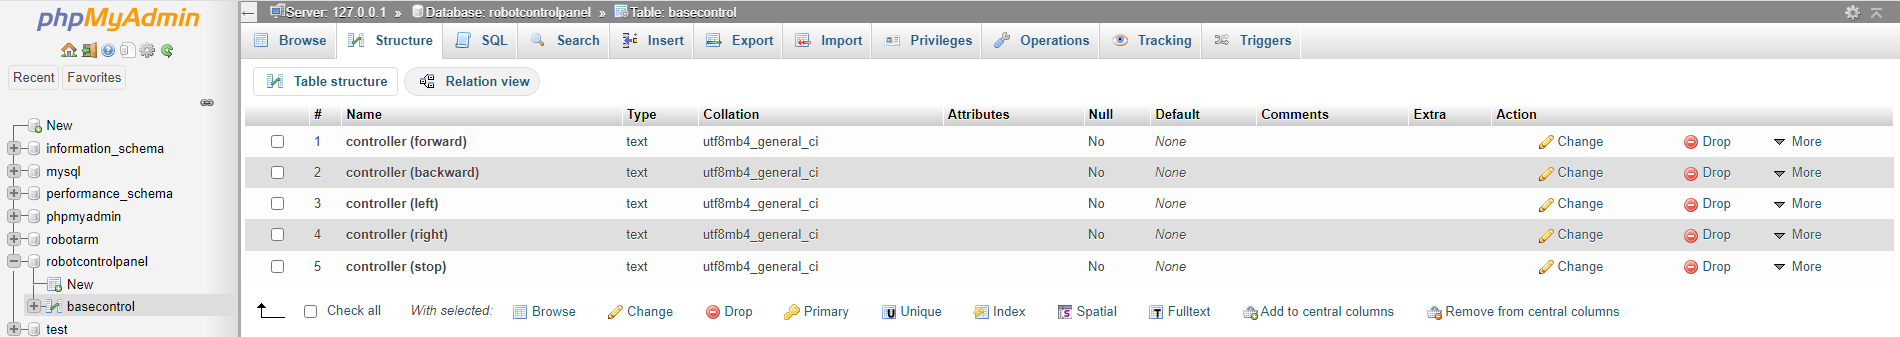 phpMyAdmin
Recent Favorites
New
information_schema
mysql
performance_schema
phpmyadmin
robotarm
robotcontrolpanel
New
basecontrol
test
Server: 127.0.0.1 » Database: robotcontrolpanel » Table: basecontrol
Browse Structure SQL Search Insert Export Import Privileges Operations Tracking Triggers
Table structure Relation view
# Name Type Collation Attributes Null Default Comments Extra Action
1 controller (forward) text utf8mb4_general_ci No None Change Drop More
2 controller (backward) text utf8mb4_general_ci No None Change Drop More
3 controller (left) text utf8mb4_general_ci No None Change Drop More
4 controller (right) text utf8mb4_general_ci No None Change Drop More
5 controller (stop) text utf8mb4_general_ci No None Change Drop More
Check all With selected: Browse Change Drop Primary Unique Index Spatial Fulltext Add to central columns Remove from central columns